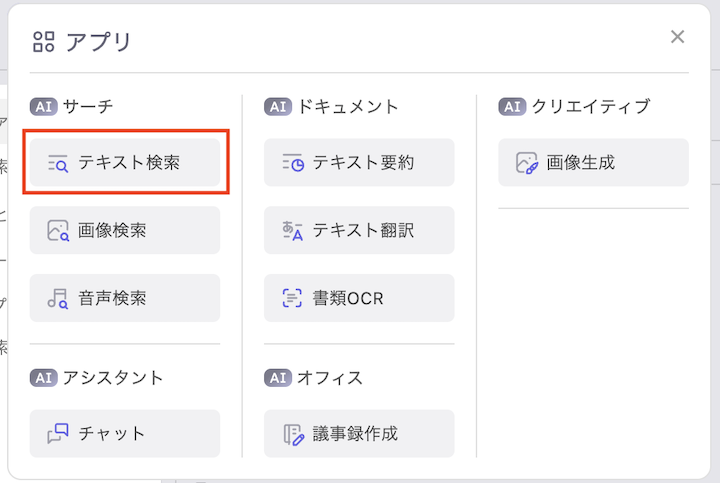 アプリ
AI サーチ
テキスト検索
画像検索
音声検索
AI アシスタント
チャット
AI ドキュメント
テキスト要約
テキスト翻訳
書類OCR
AI オフィス
議事録作成
AI クリエイティブ
画像生成